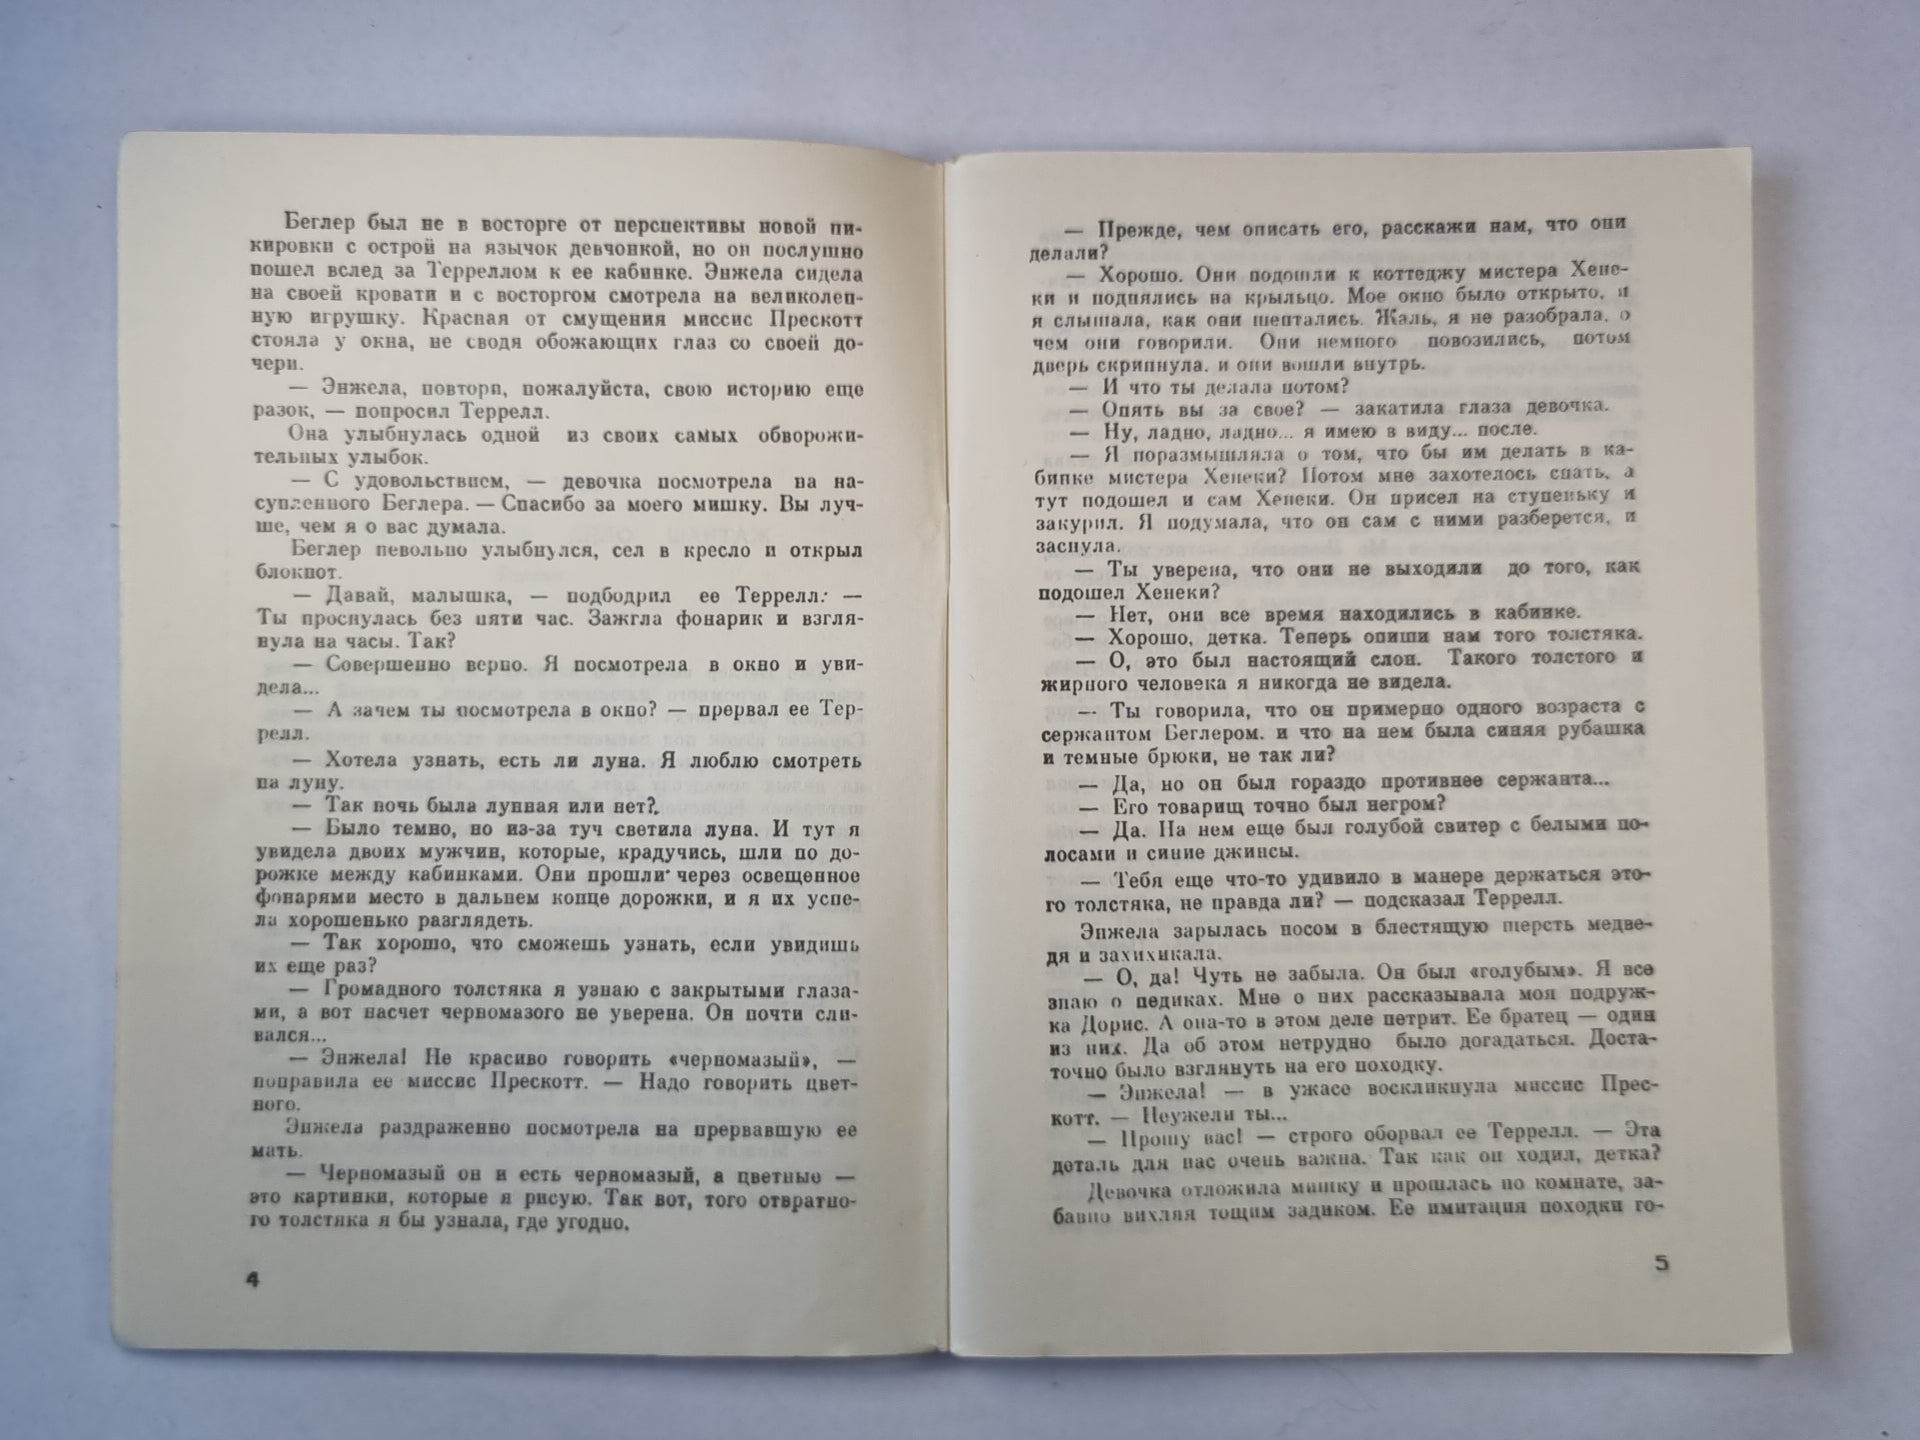 Беглер был не в восторге от перспективы новой пи-
кировки с острой на язычок девчонкой, но он послушно
пошел вслед за Терреллом к ее кабинке. Энжела сидела
на своей кровати и с восторгом смотрела на великолеп-
ную игрушку. Красная от смущения миссис Прескотт
стояла у окна, не сводя обожающих глаз со своей до-
чери.
— Энжела, повтори, пожалуйста, свою историю еще
разок, — попросил Террелл.
Она улыбнулась одной из своих самых обворожи-
тельных улыбок.
— С удовольствием, — девочка посмотрела на на-
супленного Беглера. — Спасибо за моего мишку. Вы луч-
ше, чем я о вас думала.
Беглер невольно улыбнулся, сел в кресло и открыл
блокнот.
— Давай, малышка, — подбодрил ее Террелл: —
Ты проснулась без пяти час. Зажгла фонарик и взгля-
нула на часы. Так?
— Совершенно верно. Я посмотрела в окно и уви-
дела...
— А зачем ты посмотрела в окно? — прервал ее Тер-
релл.
— Хотела узнать, есть ли луна. Я люблю смотреть
на луну.
— Так ночь была лунная или нет?.
— Было темно, но из-за туч светила луна. И тут я
увидела двоих мужчин, которые, крадучись, шли по до-
рожке между кабинками. Они прошли через освещенное
фонарями место в дальнем конце дорожки, и я их успе-
ла хорошенько разглядеть.
— Так хорошо, что сможешь узнать, если увидишь
их еще раз?
— Громадного толстяка я узнаю с закрытыми глаза-
ми, а вот насчет черномазого не уверена. Он почти сли-
вался...
— Энжела! Не красиво говорить «черномазый», —
поправила ее миссис Прескотт. — Надо говорить цвет-
ного.
Энжела раздраженно посмотрела на прервавшую ее
мать.
— Черномазый он и есть черномазый, а цветные —
это картинки, которые я рисую. Так вот, того отвратно-
го толстяка я бы узнала, где угодно.
4
— Прежде, чем описать его, расскажи нам, что они
делали?
— Хорошо. Они подошли к коттеджу мистера Хене-
ки и поднялись на крыльцо. Мое окно было открыто, и
я слышала, как они шептались. Жаль, я не разобрала, о
чем они говорили. Они немного повозились, потом
дверь скрипнула. и они вошли внутрь.
— И что ты делала потом?
— Опять вы за свое? — закатила глаза девочка.
— Ну, ладно, ладно... я имею в виду... после.
— Я поразмышляла о том, что бы им делать в ка-
бинке мистера Хенеки? Потом мне захотелось спать, а
тут подошел и сам Хенеки. Он присел на ступеньку и
закурил. Я подумала, что он сам с ними разберется, и
заснула.
— Ты уверена, что они не выходили до того, как
подошел Хенеки?
— Нет, они все время находились в кабинке.
— Хорошо, детка. Теперь опиши нам того толстяка.
— О, это был настоящий слон. Такого толстого и
жирного человека я никогда не видела.
— Ты говорила, что он примерно одного возраста с
сержантом Беглером. и что на нем была синяя рубашка
и темные брюки, не так ли?
— Да, но он был гораздо противнее сержанта...
— Его товарищ точно был негром?
— Да. На нем еще был голубой свитер с белыми по-
лосами и синие джинсы.
— Тебя еще что-то удивило в манере держаться это-
го толстяка, не правда ли? — подсказал Террелл.
Энжела зарылась носом в блестящую шерсть медве-
дя и захихикала.
— О, да! Чуть не забыла. Он был «голубым». Я все
знаю о педиках. Мне о них рассказывала моя подруж-
ка Дорис. А она-то в этом деле петрит. Ее братец — один
из них. Да об этом нетрудно было догадаться. Доста-
точно было взглянуть на его походку.
— Энжела! — в ужасе воскликнула миссис Прес-
котт. — Неужели ты...
— Прошу вас! — строго оборвал ее Террелл. — Эта
деталь для нас очень важна. Так как он ходил, детка?
Девочка отложила мишку и прошлась по комнате, за-
бавно вихляя тощим задиком. Ее имитация походки го-
5